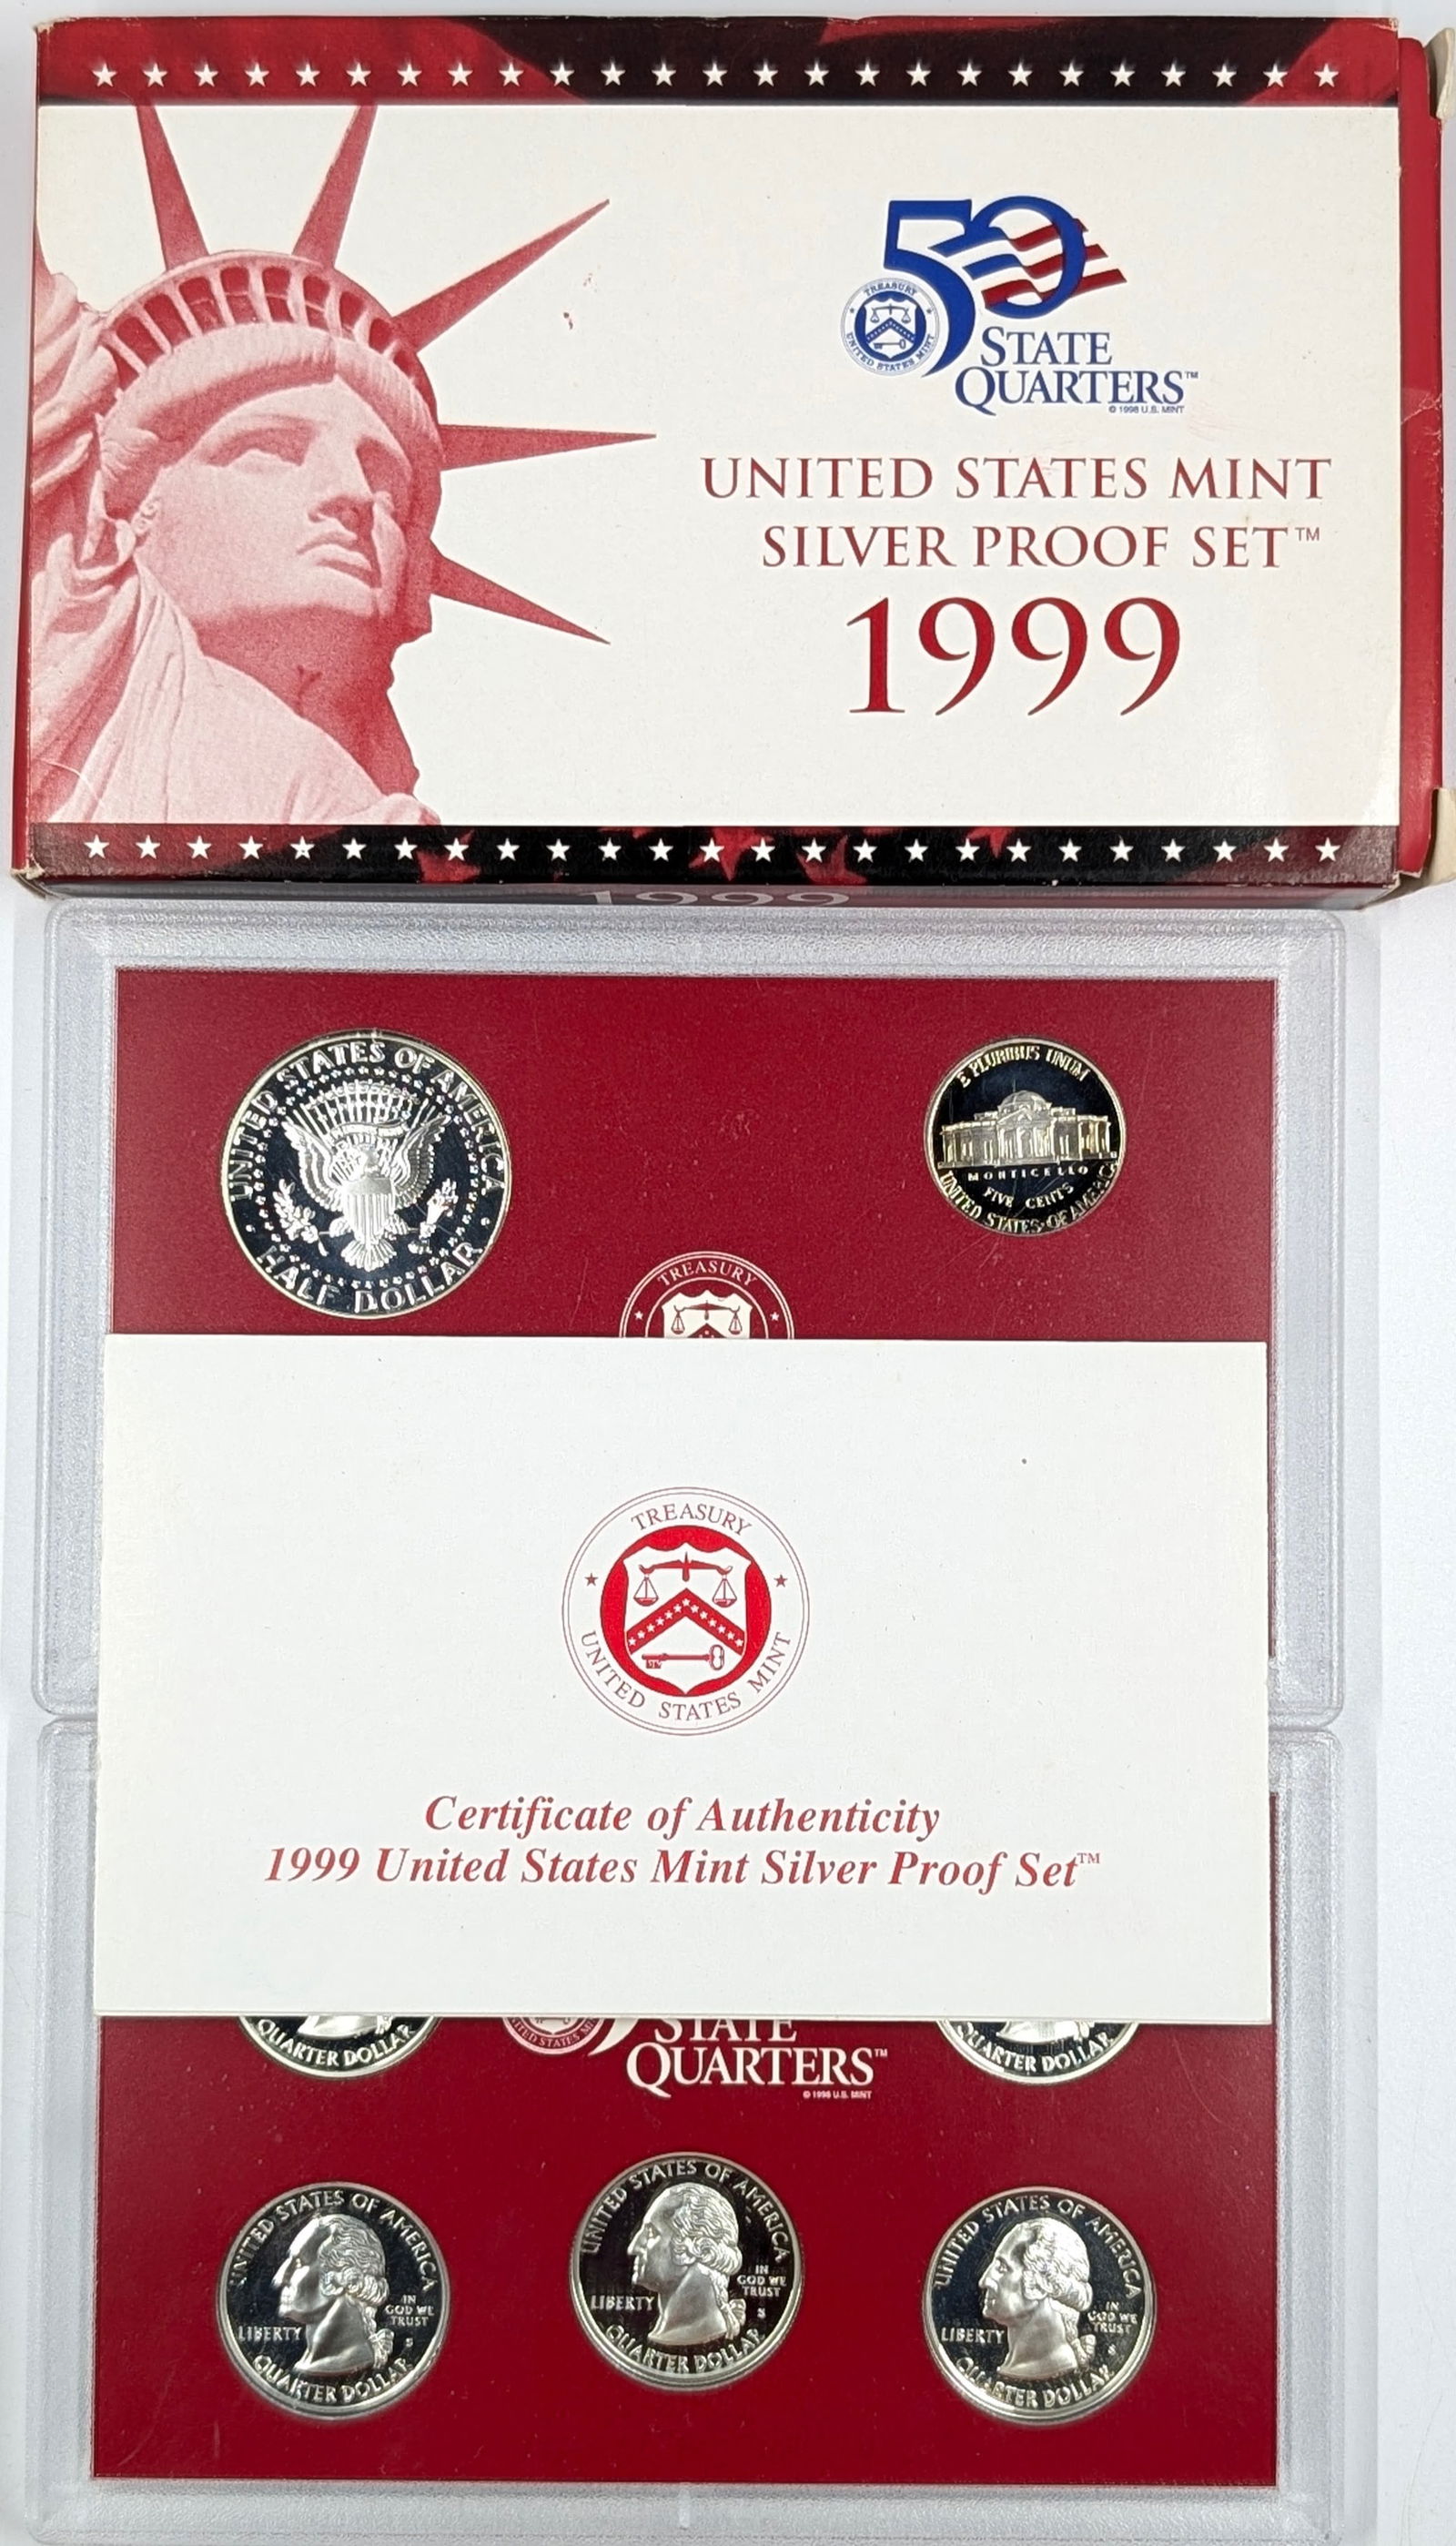 50
TREASURY
UNITED STATES MINT
STATE
QUARTERS™
© 1998 U.S. MINT
UNITED STATES MINT
SILVER PROOF SET™
1999
1999
UNITED STATES OF AMERICA
HALF DOLLAR
E PLURIBUS UNUM
MONTICELLO
FIVE CENTS
UNITED STATES OF AMERICA
TREASURY
TREASURY
UNITED STATES MINT
Certificate of Authenticity
1999 United States Mint Silver Proof Set™
QUARTER DOLLAR
STATE
QUARTERS™
© 1998 U.S. MINT
QUARTER DOLLAR
UNITED STATES OF AMERICA
IN
GOD WE
TRUST
LIBERTY
S
QUARTER DOLLAR
UNITED STATES OF AMERICA
IN
GOD WE
TRUST
LIBERTY
S
QUARTER DOLLAR
UNITED STATES OF AMERICA
IN
GOD WE
TRUST
LIBERTY
S
QUARTER DOLLAR